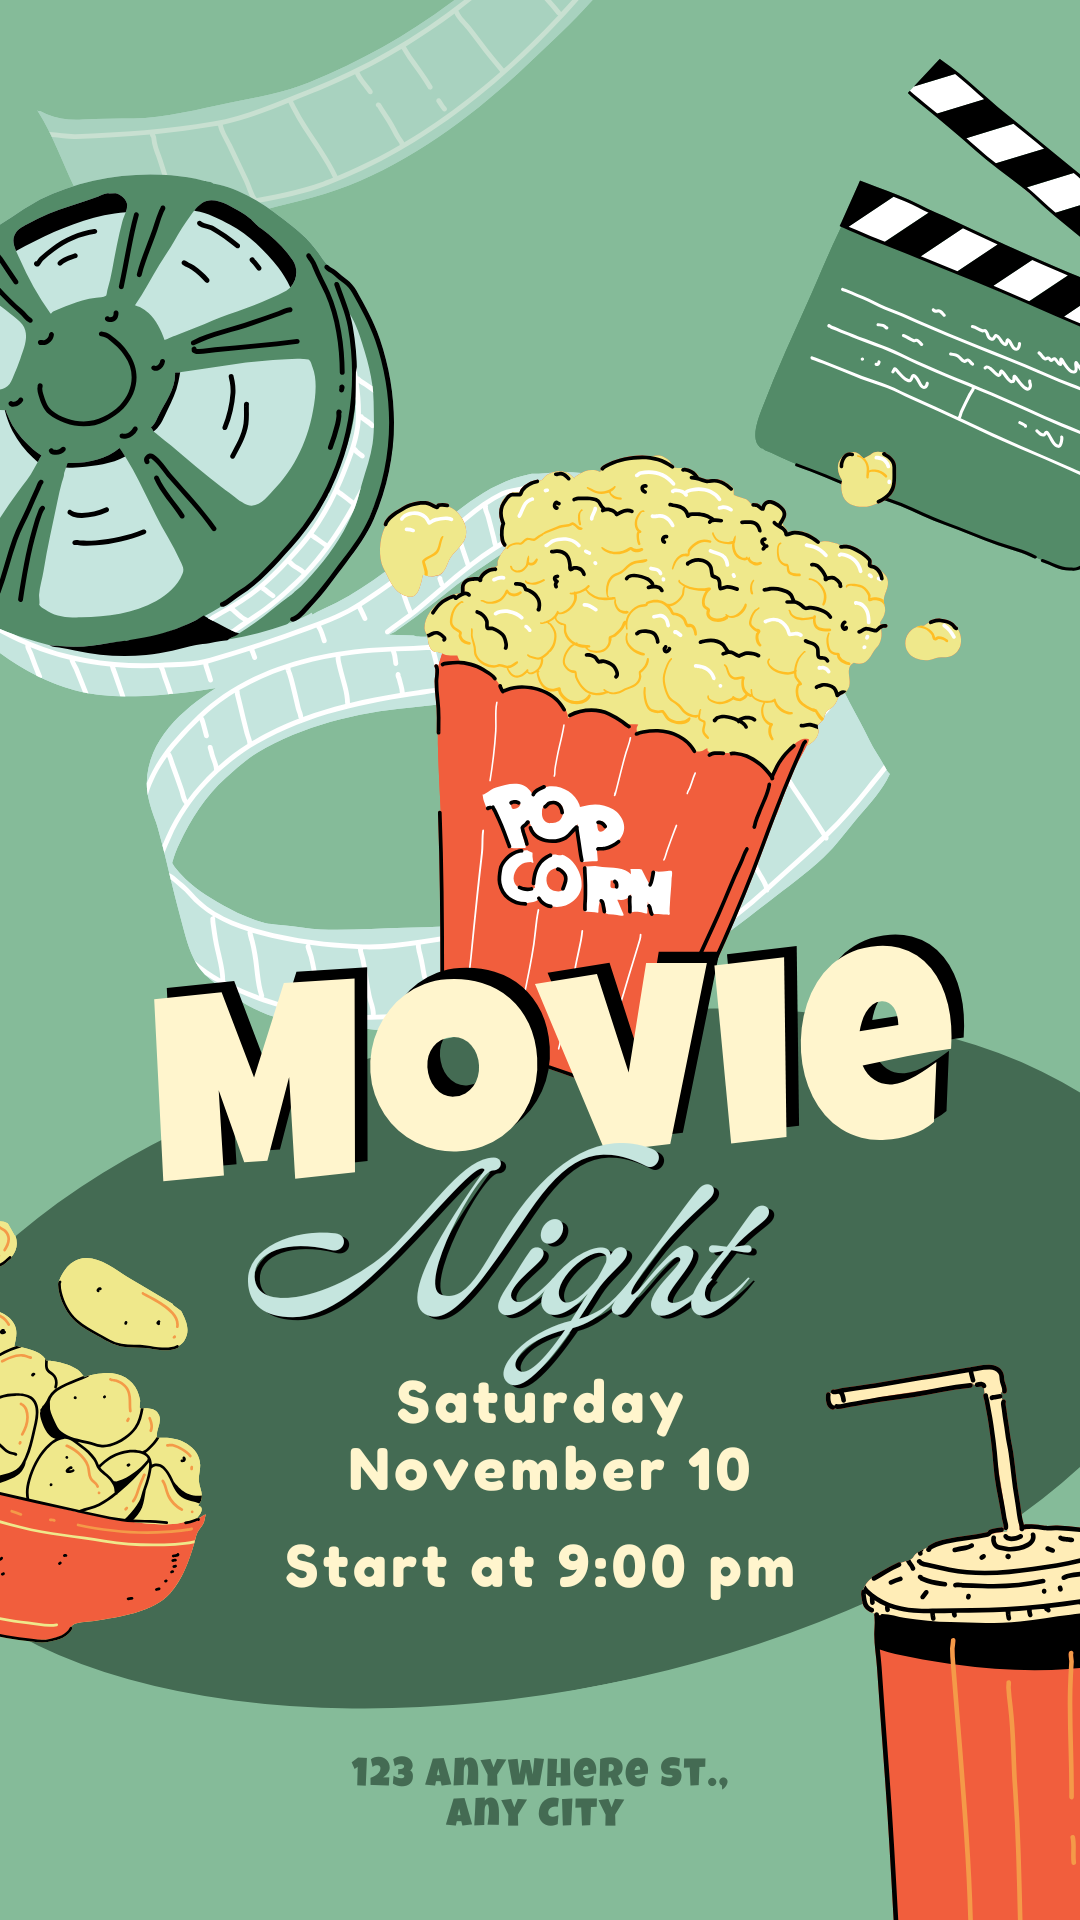 POP
CORN
MOVIE
Night
Saturday
November 10
Start at 9:00 pm
123 ANYWHERE ST.,
ANY CITY